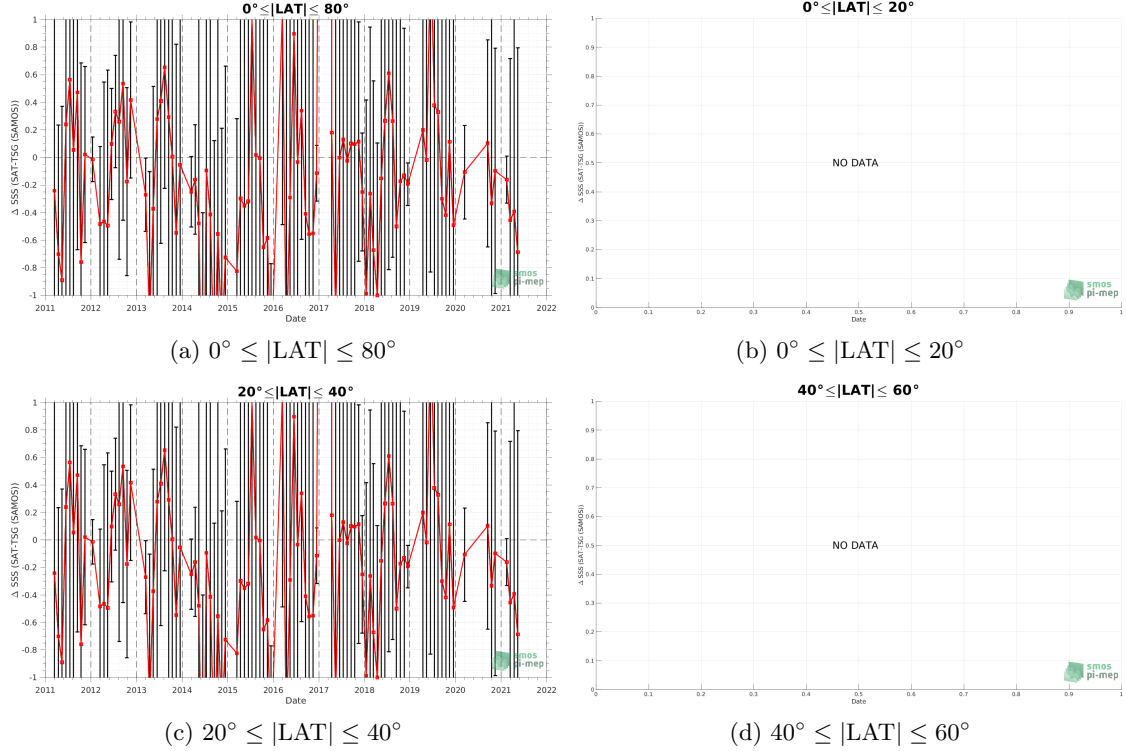 0°≤|LAT|≤ 80°
Δ SSS (SAT-TSG (SAMOS))
1
0.8
0.6
0.4
0.2
0
-0.2
-0.4
-0.6
-0.8
-1
2011 2012 2013 2014 2015 2016 2017 2018 2019 2020 2021 2022
Date
smos
pi-mep
(a) 0° ≤ |LAT| ≤ 80°
0°≤|LAT|≤ 20°
Δ SSS (SAT-TSG (SAMOS))
1
0.9
0.8
0.7
0.6
0.5
0.4
0.3
0.2
0.1
0
NO DATA
0 0.1 0.2 0.3 0.4 0.5 0.6 0.7 0.8 0.9 1
Date
smos
pi-mep
(b) 0° ≤ |LAT| ≤ 20°
20°≤|LAT|≤ 40°
Δ SSS (SAT-TSG (SAMOS))
1
0.8
0.6
0.4
0.2
0
-0.2
-0.4
-0.6
-0.8
-1
2011 2012 2013 2014 2015 2016 2017 2018 2019 2020 2021 2022
Date
smos
pi-mep
(c) 20° ≤ |LAT| ≤ 40°
40°≤|LAT|≤ 60°
Δ SSS (SAT-TSG (SAMOS))
1
0.9
0.8
0.7
0.6
0.5
0.4
0.3
0.2
0.1
0
NO DATA
0 0.1 0.2 0.3 0.4 0.5 0.6 0.7 0.8 0.9 1
Date
smos
pi-mep
(d) 40° ≤ |LAT| ≤ 60°